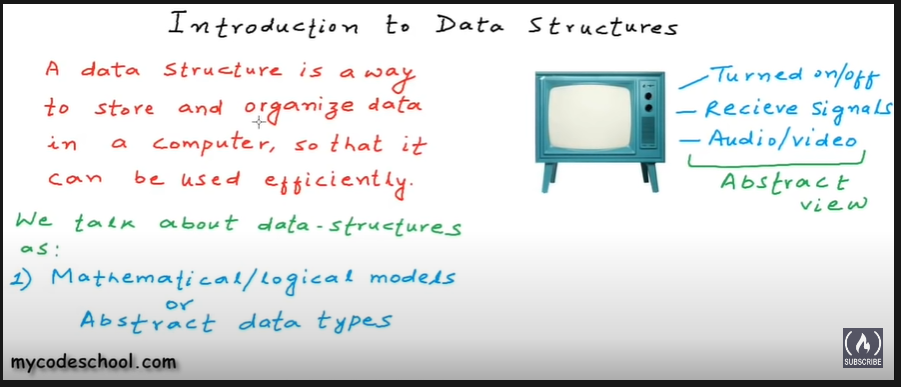 Introduction to Data Structures
A data structure is a way
to store and organize data
in a computer, so that it
can be used efficiently.
We talk about data-structures
as:
1) Mathematical/logical models
or
Abstract data types
Turned on/off
Recieve signals
Audio/video
Abstract
view
mycodeschool.com
SUBSCRIBE